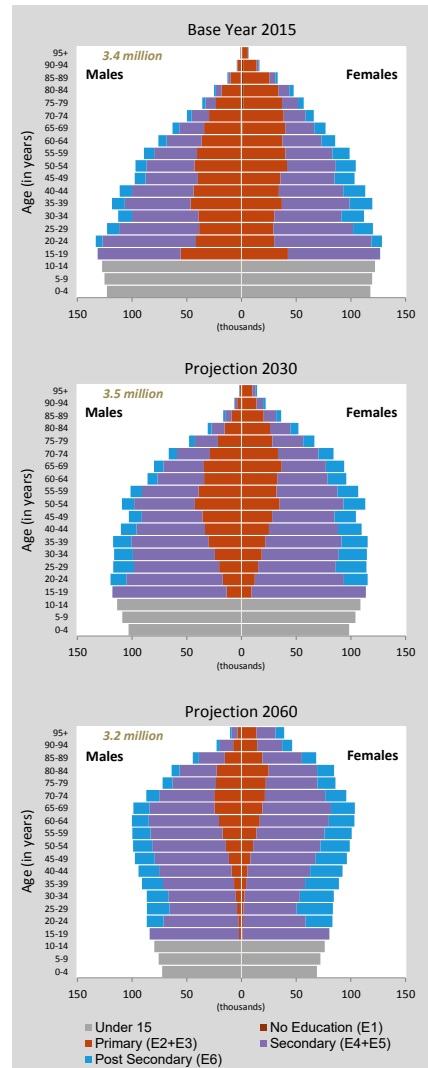 Base Year 2015
3.4 million
Males
Females
Age (in years)
95+
90-94
85-89
80-84
75-79
70-74
65-69
60-64
55-59
50-54
45-49
40-44
35-39
30-34
25-29
20-24
15-19
10-14
5-9
0-4
150 100 50 0 50 100 150
(thousands)
Projection 2030
3.5 million
Males
Females
Age (in years)
95+
90-94
85-89
80-84
75-79
70-74
65-69
60-64
55-59
50-54
45-49
40-44
35-39
30-34
25-29
20-24
15-19
10-14
5-9
0-4
150 100 50 0 50 100 150
(thousands)
Projection 2060
3.2 million
Males
Females
Age (in years)
95+
90-94
85-89
80-84
75-79
70-74
65-69
60-64
55-59
50-54
45-49
40-44
35-39
30-34
25-29
20-24
15-19
10-14
5-9
0-4
150 100 50 0 50 100 150
(thousands)
Under 15 No Education (E1)
Primary (E2+E3) Secondary (E4+E5)
Post Secondary (E6)